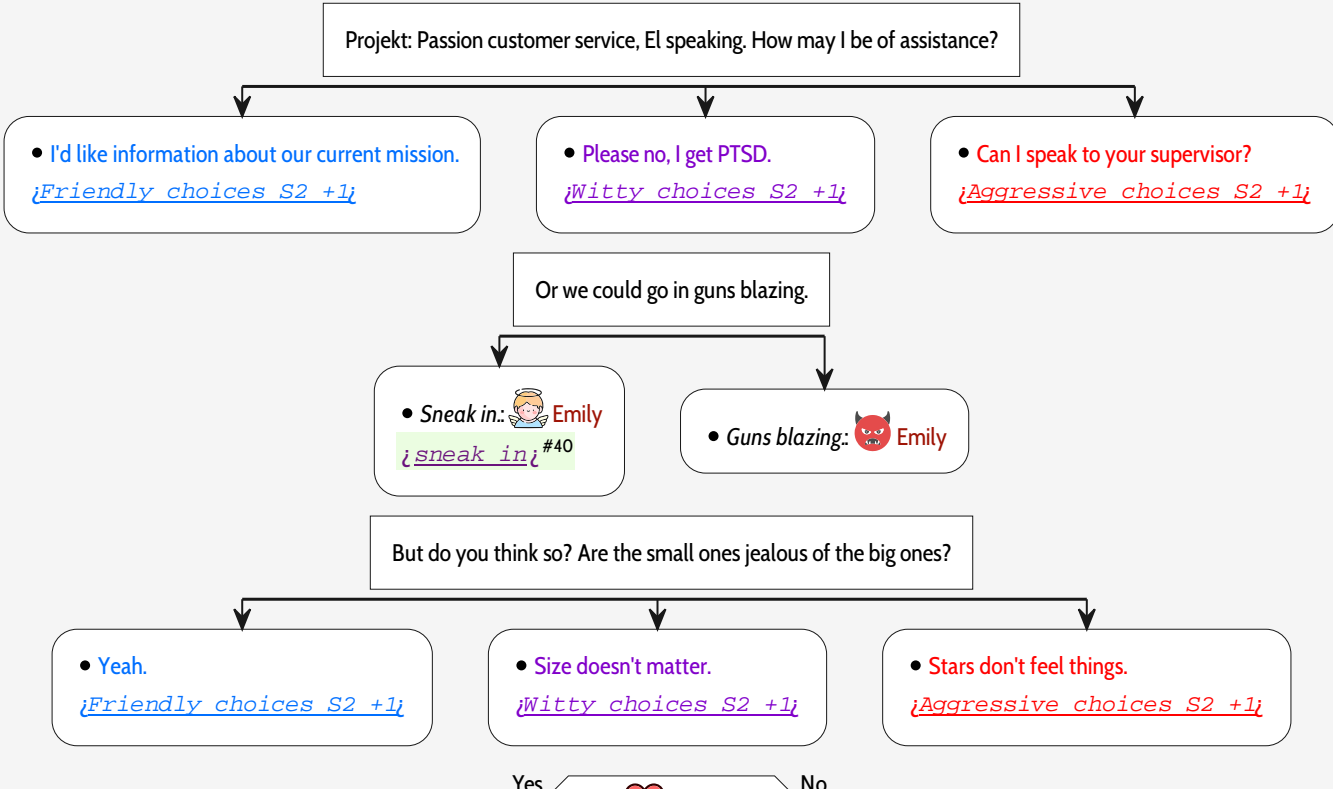 Projekt: Passion customer service, El speaking. How may I be of assistance?
• I'd like information about our current mission.
¿Friendly choices S2 +1¿
• Please no, I get PTSD.
¿Witty choices S2 +1¿
• Can I speak to your supervisor?
¿Aggressive choices S2 +1¿
Or we could go in guns blazing.
• Sneak in.: Emily
¿sneak in¿#40
• Guns blazing.: Emily
But do you think so? Are the small ones jealous of the big ones?
• Yeah.
¿Friendly choices S2 +1¿
• Size doesn't matter.
¿Witty choices S2 +1¿
• Stars don't feel things.
¿Aggressive choices S2 +1¿
Yes No